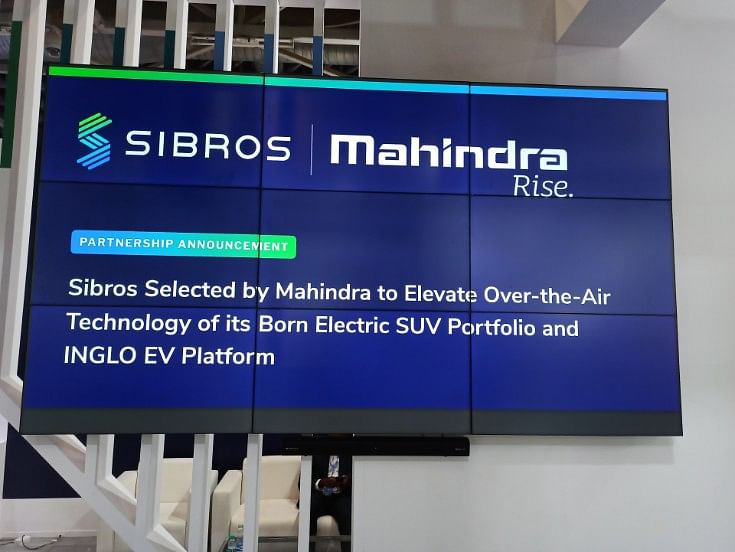 SIBROS
Mahindra
Rise.
PARTNERSHIP ANNOUNCEMENT
Sibros Selected by Mahindra to Elevate Over-the-Air
Technology of its Born Electric SUV Portfolio and
INGLO EV Platform